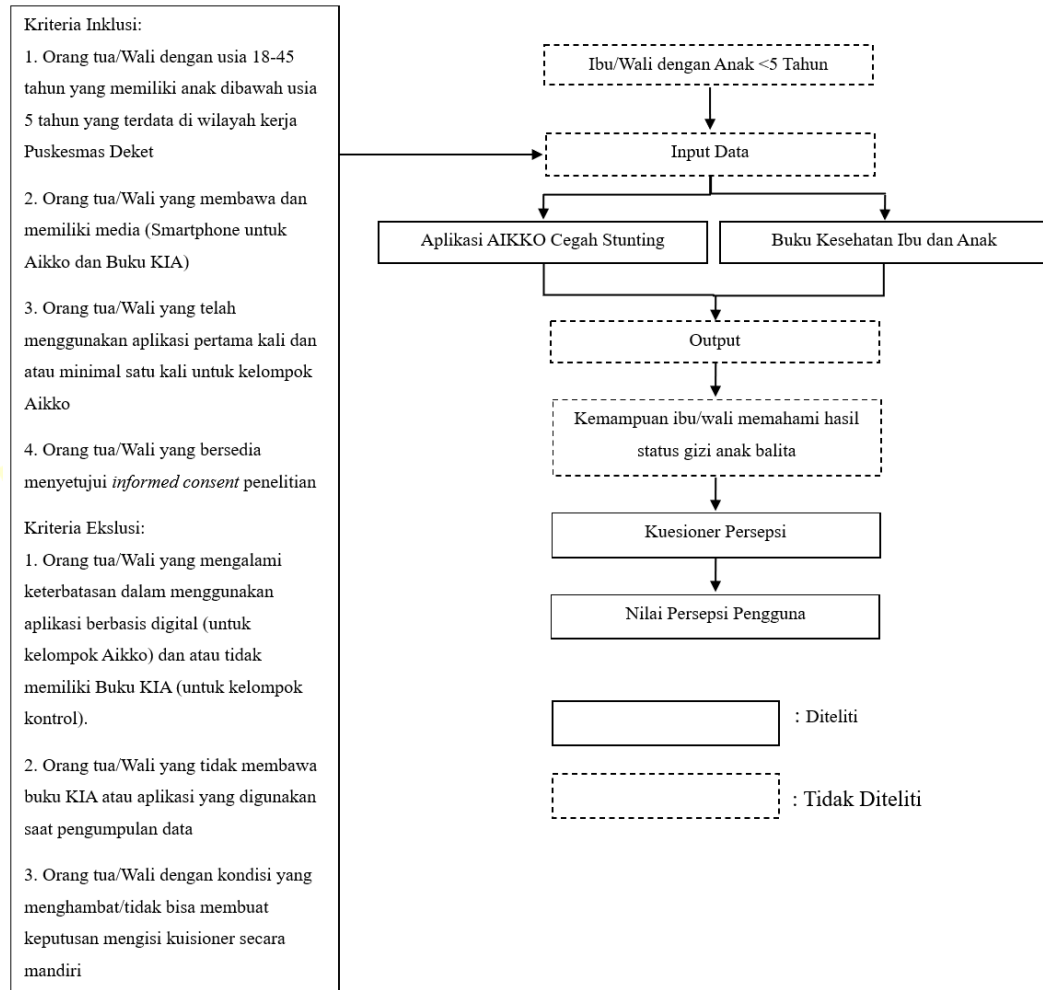 Kriteria Inklusi:
1. Orang tua/Wali dengan usia 18-45
tahun yang memiliki anak dibawah usia
5 tahun yang terdata di wilayah kerja
Puskesmas Deket
2. Orang tua/Wali yang membawa dan
memiliki media (Smartphone untuk
Aikko dan Buku KIA)
3. Orang tua/Wali yang telah
menggunakan aplikasi pertama kali dan
atau minimal satu kali untuk kelompok
Aikko
4. Orang tua/Wali yang bersedia
menyetujui informed consent penelitian
Kriteria Ekslusi:
1. Orang tua/Wali yang mengalami
keterbatasan dalam menggunakan
aplikasi berbasis digital (untuk
kelompok Aikko) dan atau tidak
memiliki Buku KIA (untuk kelompok
kontrol).
2. Orang tua/Wali yang tidak membawa
buku KIA atau aplikasi yang digunakan
saat pengumpulan data
3. Orang tua/Wali dengan kondisi yang
menghambat/tidak bisa membuat
keputusan mengisi kuisioner secara
mandiri
Ibu/Wali dengan Anak <5 Tahun
Input Data
Aplikasi AIKKO Cegah Stunting
Buku Kesehatan Ibu dan Anak
Output
Kemampuan ibu/wali memahami hasil
status gizi anak balita
Kuesioner Persepsi
Nilai Persepsi Pengguna
: Diteliti
: Tidak Diteliti